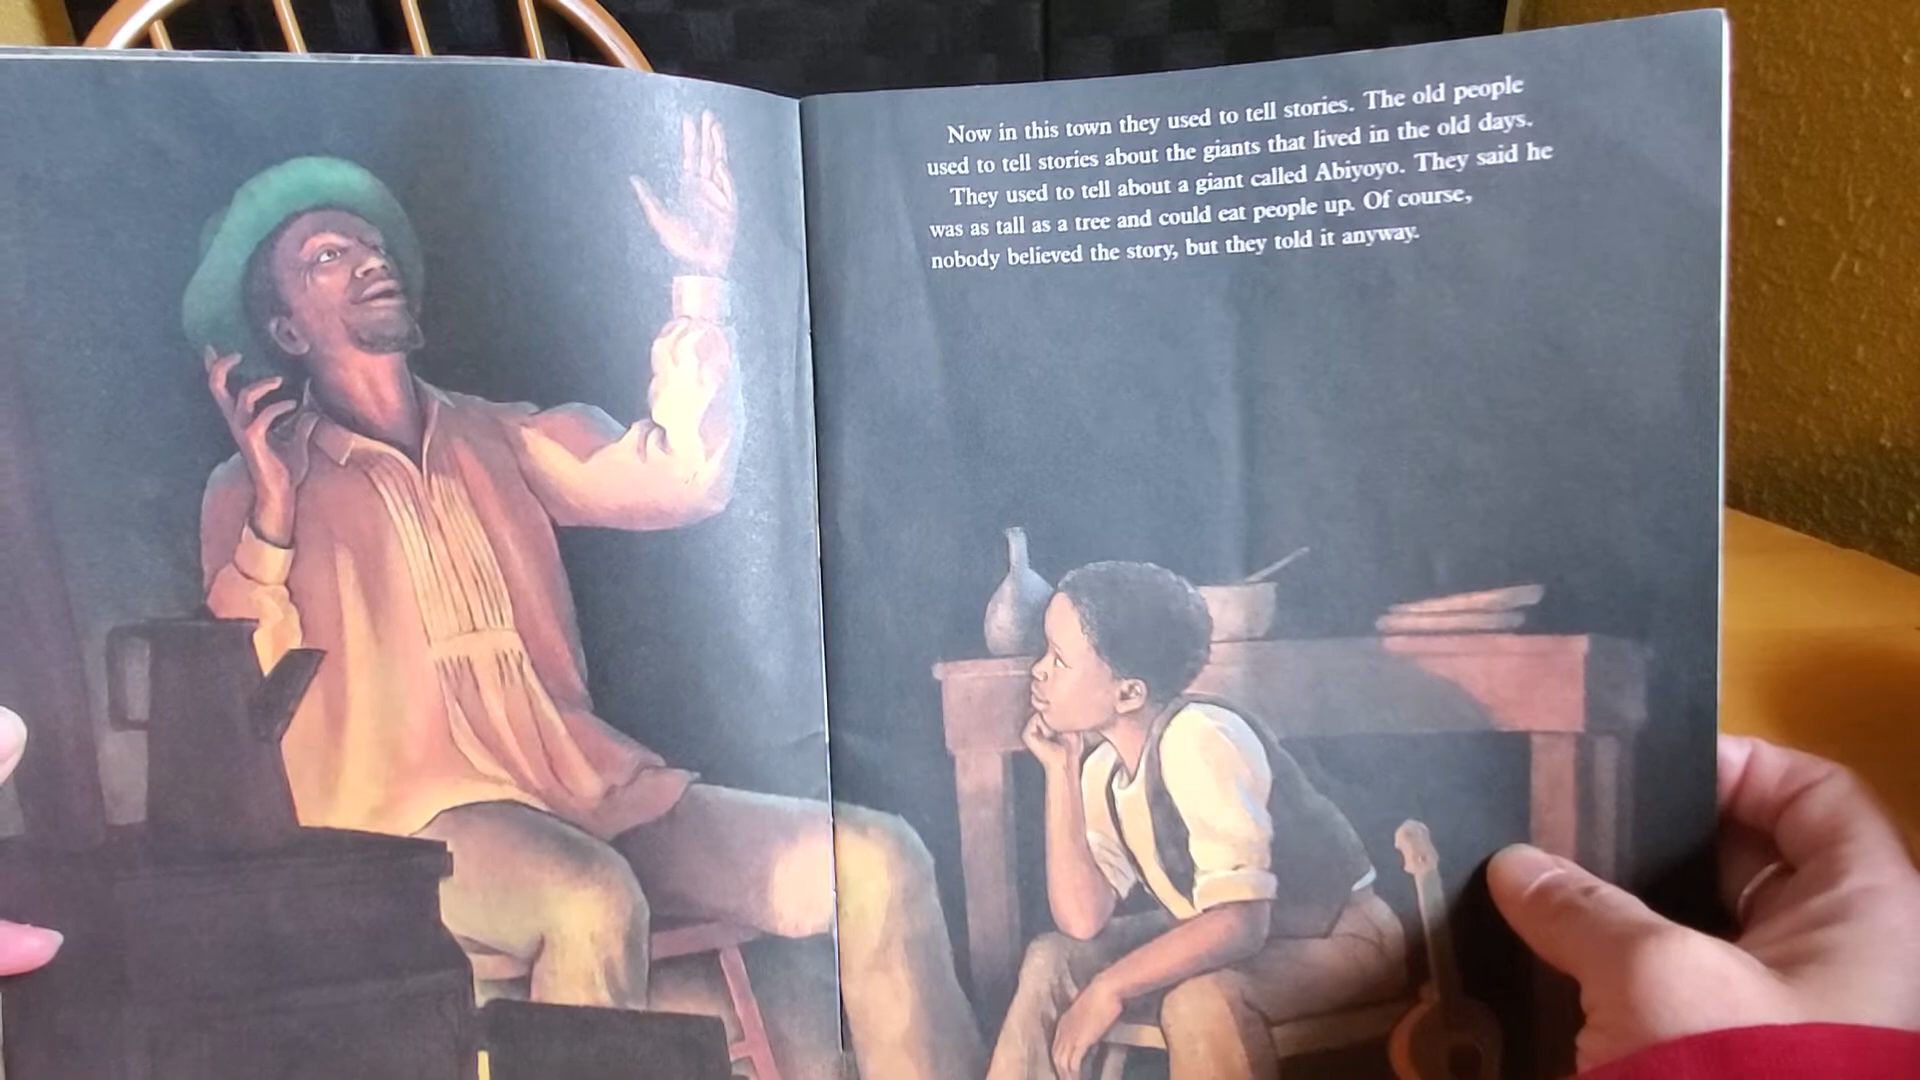 Now in this town they used to tell stories. The old people
used to tell stories about the giants that lived in the old days.
They used to tell about a giant called Abiyoyo. They said he
was as tall as a tree and could eat people up. Of course,
nobody believed the story, but they told it anyway.